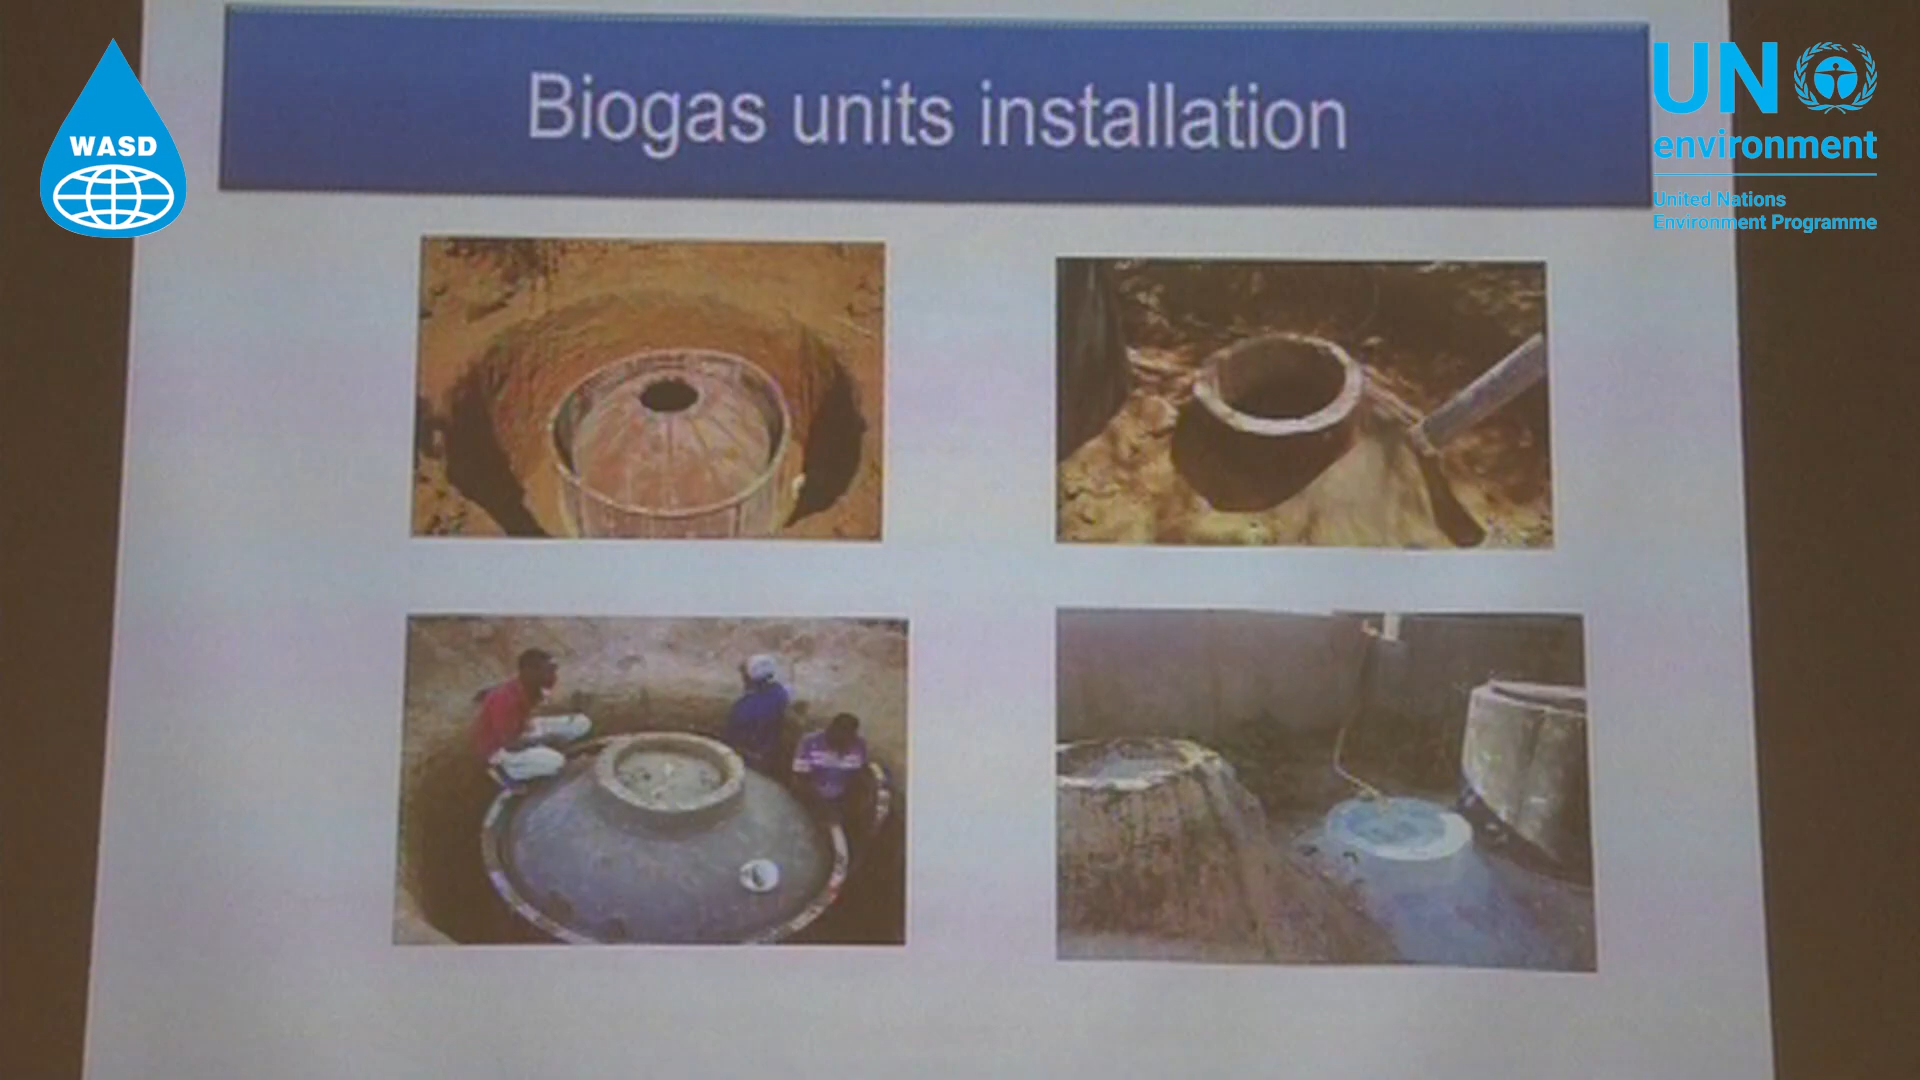 Biogas units installation
WASD
UN
environment
United Nations
Environment Programme